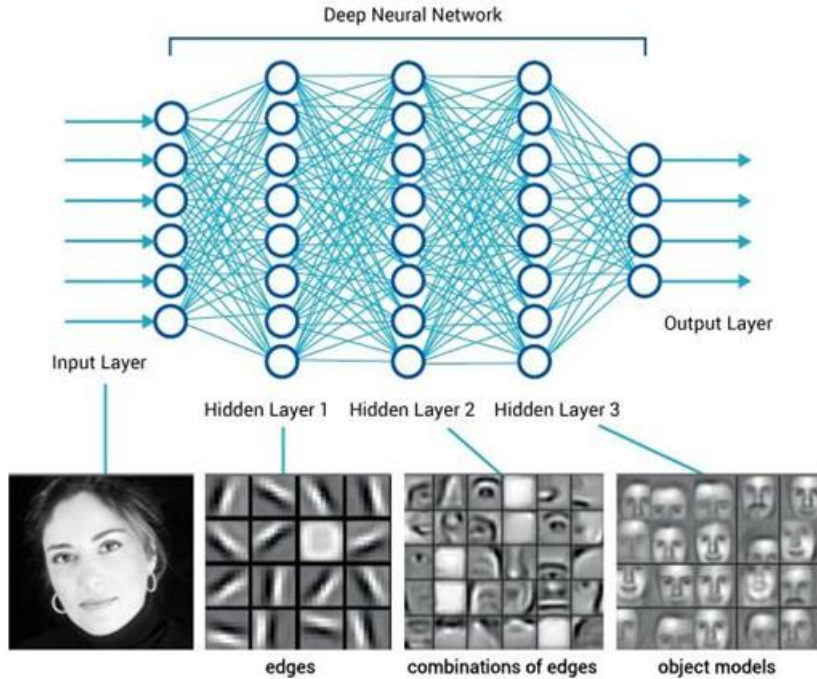 Deep Neural Network
Input Layer
Output Layer
Hidden Layer 1
Hidden Layer 2
Hidden Layer 3
edges
combinations of edges
object models